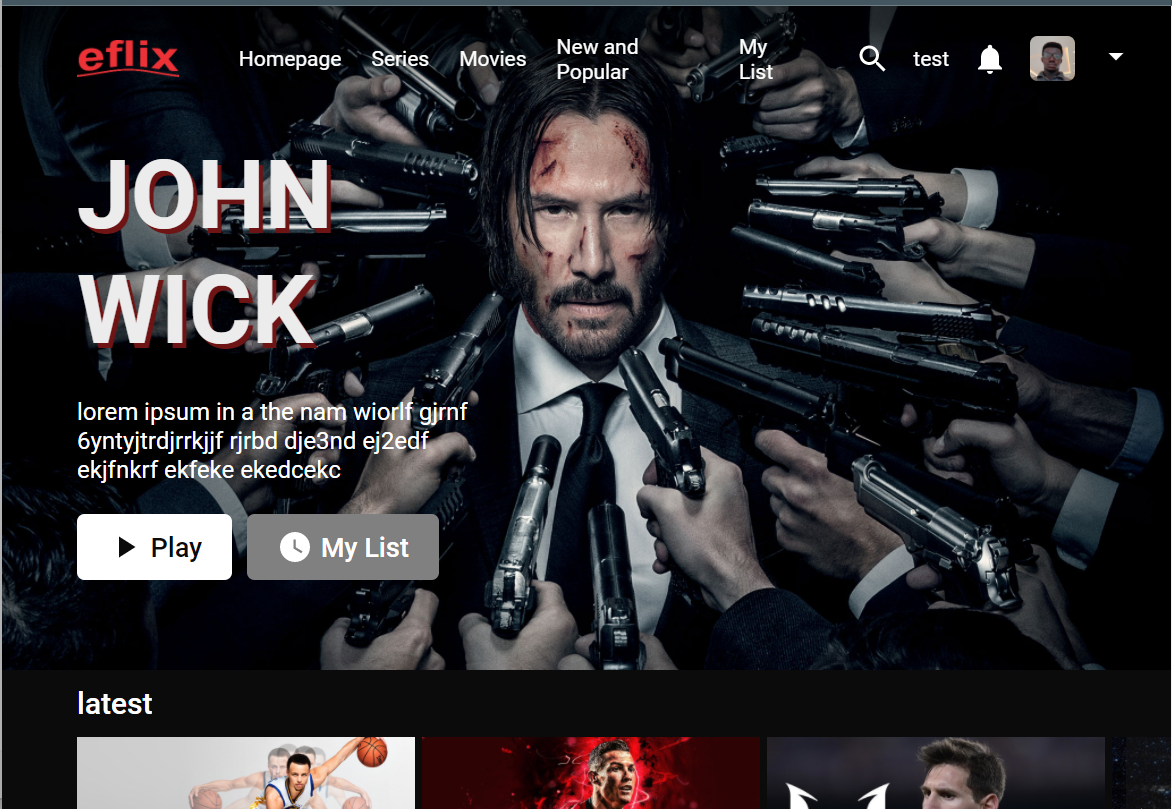 eflix
Homepage
Series
Movies
New and
Popular
My
List
test
JOHN
WICK
lorem ipsum in a the nam wiorlf gjrnf
6yntyjtrdjrrkjjf rjrbd dje3nd ej2edf
ekjfnkrf ekfeke ekedcekc
Play
My List
latest